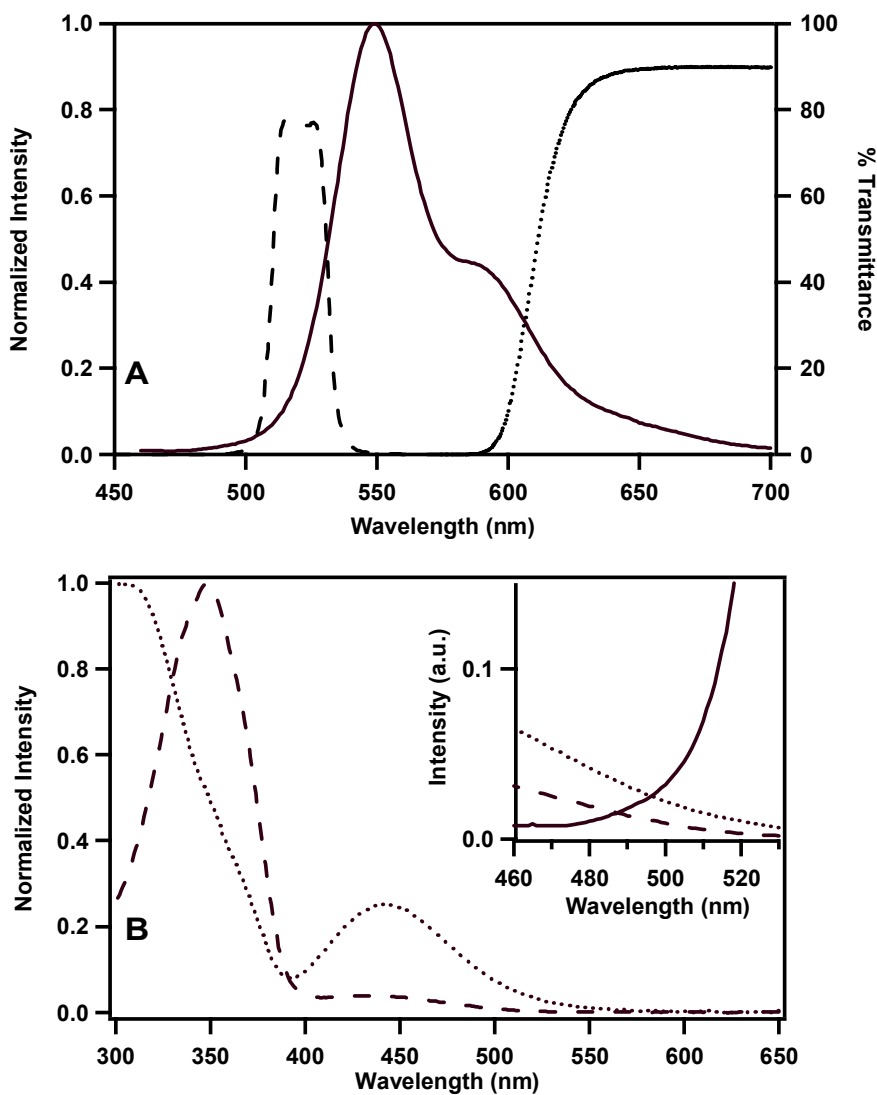 1.0
0.8
0.6
0.4
0.2
0.0
Normalized Intensity
100
80
60
40
20
0
% Transmittance
A
450 500 550 600 650 700
Wavelength (nm)
1.0
0.8
0.6
0.4
0.2
0.0
Normalized Intensity
B
Intensity (a.u.)
0.1
0.0
460 480 500 520
Wavelength (nm)
300 350 400 450 500 550 600 650
Wavelength (nm)